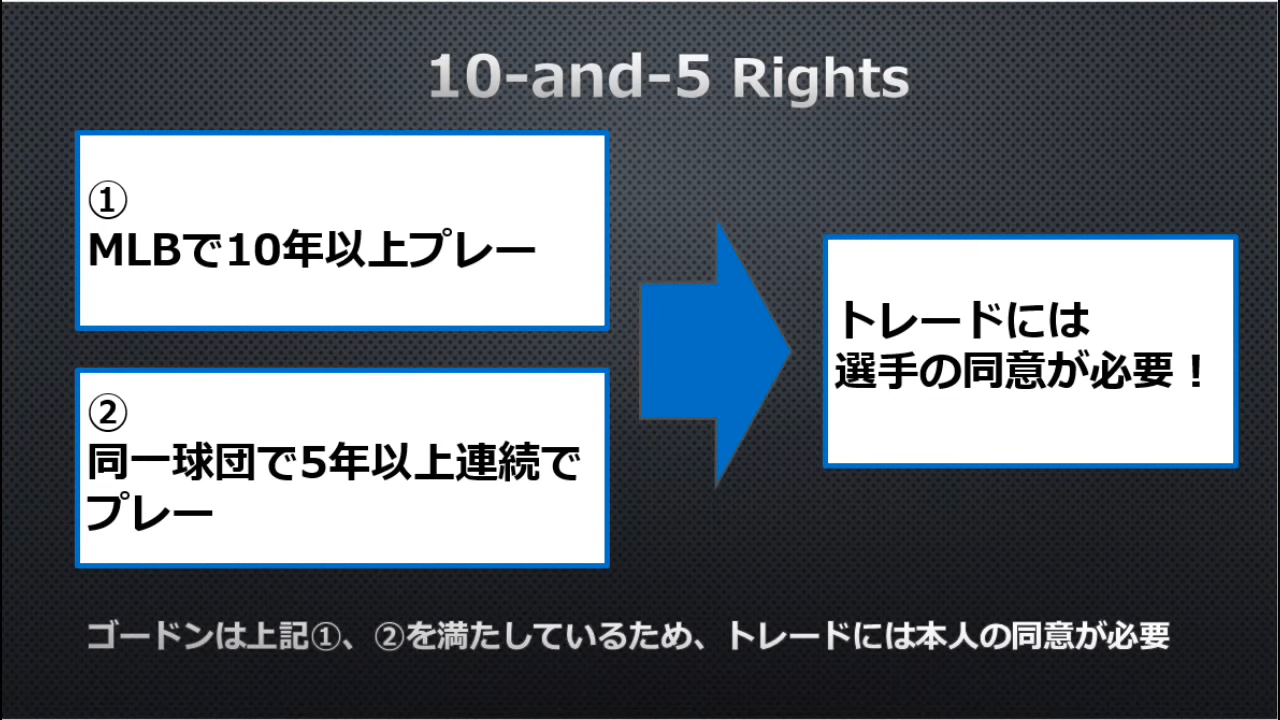 10-and-5 Rights
①
MLBで10年以上プレー
②
同一球団で5年以上連続で
プレー
トレードには
選手の同意が必要！
ゴードンは上記①、②を満たしているため、トレードには本人の同意が必要